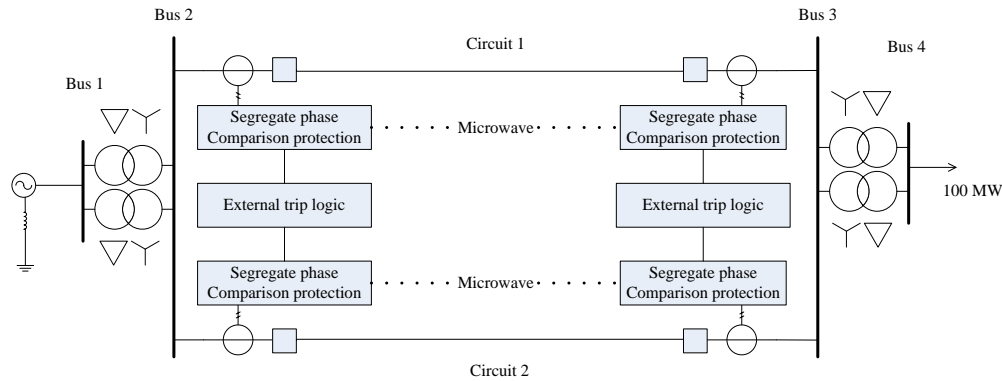 Bus 2
Bus 3
Circuit 1
Bus 4
Bus 1
Segregate phase
Comparison protection
Microwave
Segregate phase
Comparison protection
External trip logic
External trip logic
100 MW
Segregate phase
Comparison protection
Microwave
Segregate phase
Comparison protection
Circuit 2